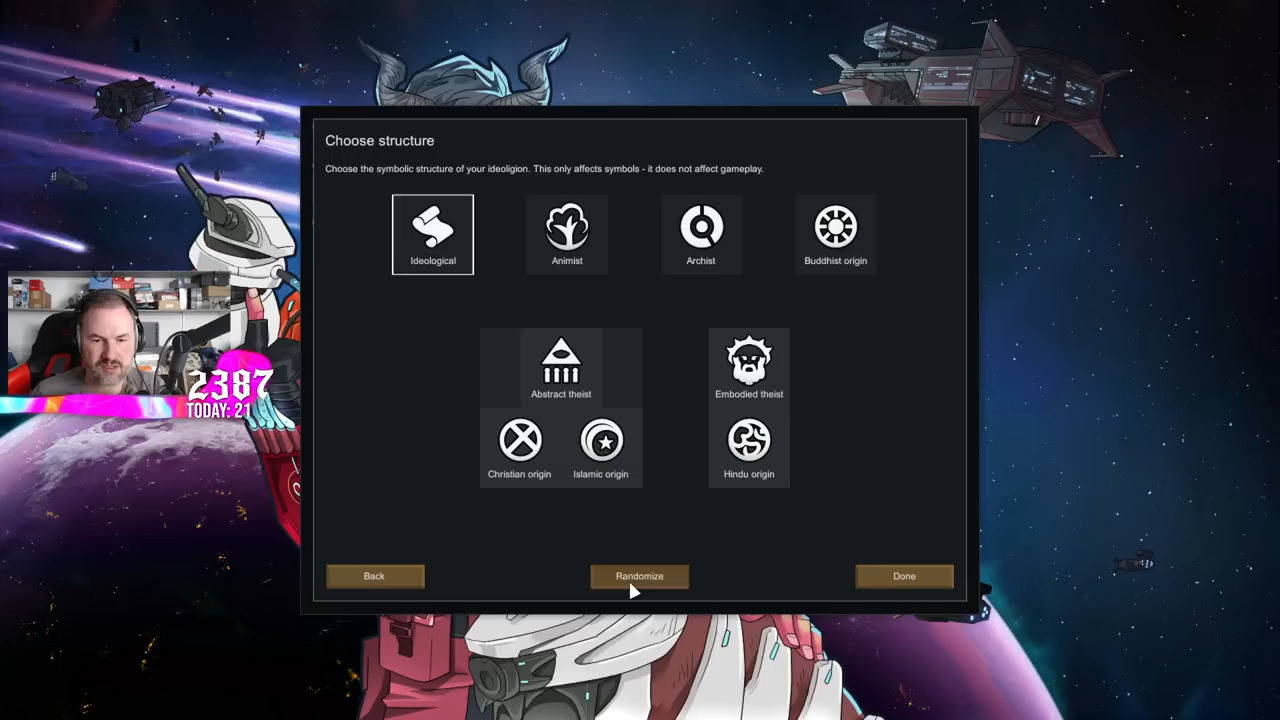 Choose structure
Choose the symbolic structure of your ideoligion. This only affects symbols - it does not affect gameplay.
Ideological
Animist
Archist
Buddhist origin
Abstract theist
Embodied theist
Christian origin
Islamic origin
Hindu origin
2387
TODAY: 21
Back
Randomize
Done